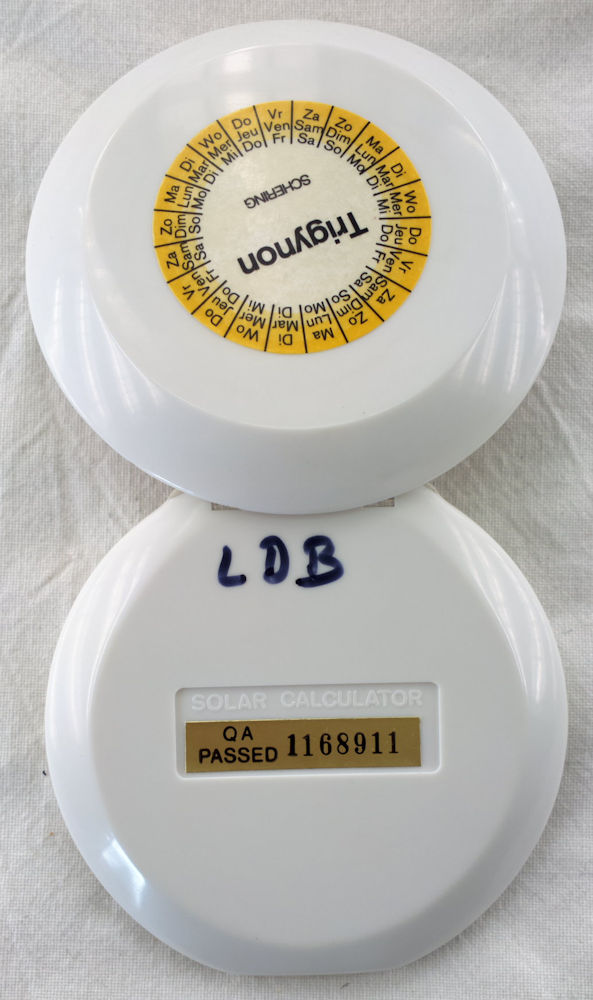 Vr Za Zo Ma Di Wo Do Vr Za Zo Ma Di Wo Do Vr Za Zo Ma Di Wo Do
Ven Sam Dim Lun Mar Mer Jeu Ven Sam Dim Lun Mar Mer Jeu Ven Sam Dim Lun Mar Mer Jeu
Fr Sa So Mo Di Mi Do Fr Sa So Mo Di Mi Do Fr Sa So Mo Di Mi Do
Trigynon
SCHERING
LDB
SOLAR CALCULATOR
QA
PASSED 1168911